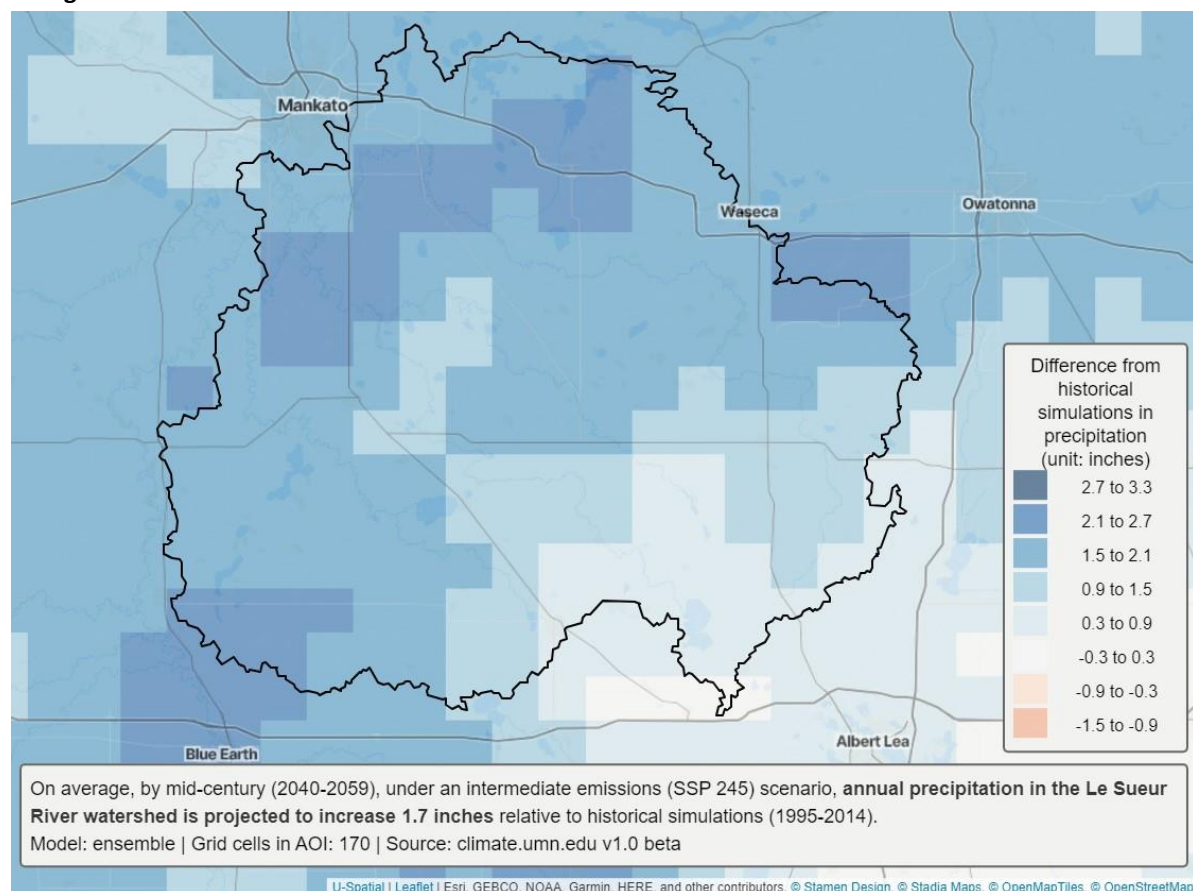 Mankato
Waseca
Owatonna
Difference from
historical
simulations in
precipitation
(unit: inches)
2.7 to 3.3
2.1 to 2.7
1.5 to 2.1
0.9 to 1.5
0.3 to 0.9
-0.3 to 0.3
-0.9 to -0.3
-1.5 to -0.9
Albert Lea
Blue Earth
On average, by mid-century (2040-2059), under an intermediate emissions (SSP 245) scenario, annual precipitation in the Le Sueur
River watershed is projected to increase 1.7 inches relative to historical simulations (1995-2014).
Model: ensemble | Grid cells in AOI: 170 | Source: climate.umn.edu v1.0 beta
U-Spatial | Leaflet | Esri, GEBCO, NOAA, Garmin, HERE, and other contributors, © Stamen Design, © Stadia Maps, © OpenMapTiles, © OpenStreetMap